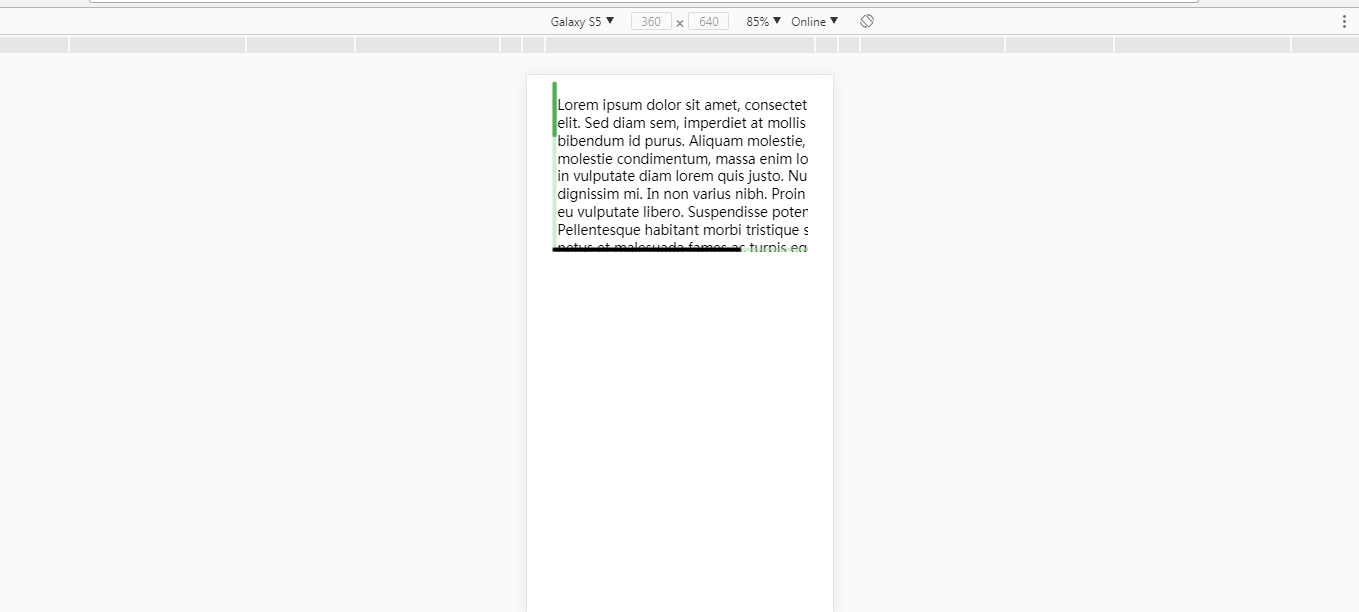 Galaxy S5 ▼ 360 × 640 85% ▼ Online ▼
Lorem ipsum dolor sit amet, consectet
elit. Sed diam sem, imperdiet at mollis
bibendum id purus. Aliquam molestie,
molestie condimentum, massa enim lo
in vulputate diam lorem quis justo. Nu
dignissim mi. In non varius nibh. Proin
eu vulputate libero. Suspendisse poten
Pellentesque habitant morbi tristique s
netus et malesuada fames ac turpis eg